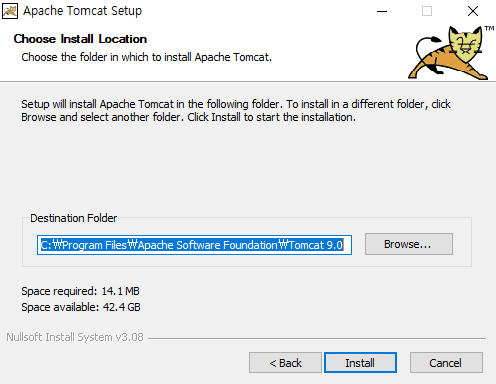 Apache Tomcat Setup
Choose Install Location
Choose the folder in which to install Apache Tomcat.
TM
Setup will install Apache Tomcat in the following folder. To install in a different folder, click
Browse and select another folder. Click Install to start the installation.
Destination Folder
C:₩Program Files₩Apache Software Foundation₩Tomcat 9.0
Browse...
Space required: 14.1 MB
Space available: 42.4 GB
Nullsoft Install System v3.08
< Back
Install
Cancel